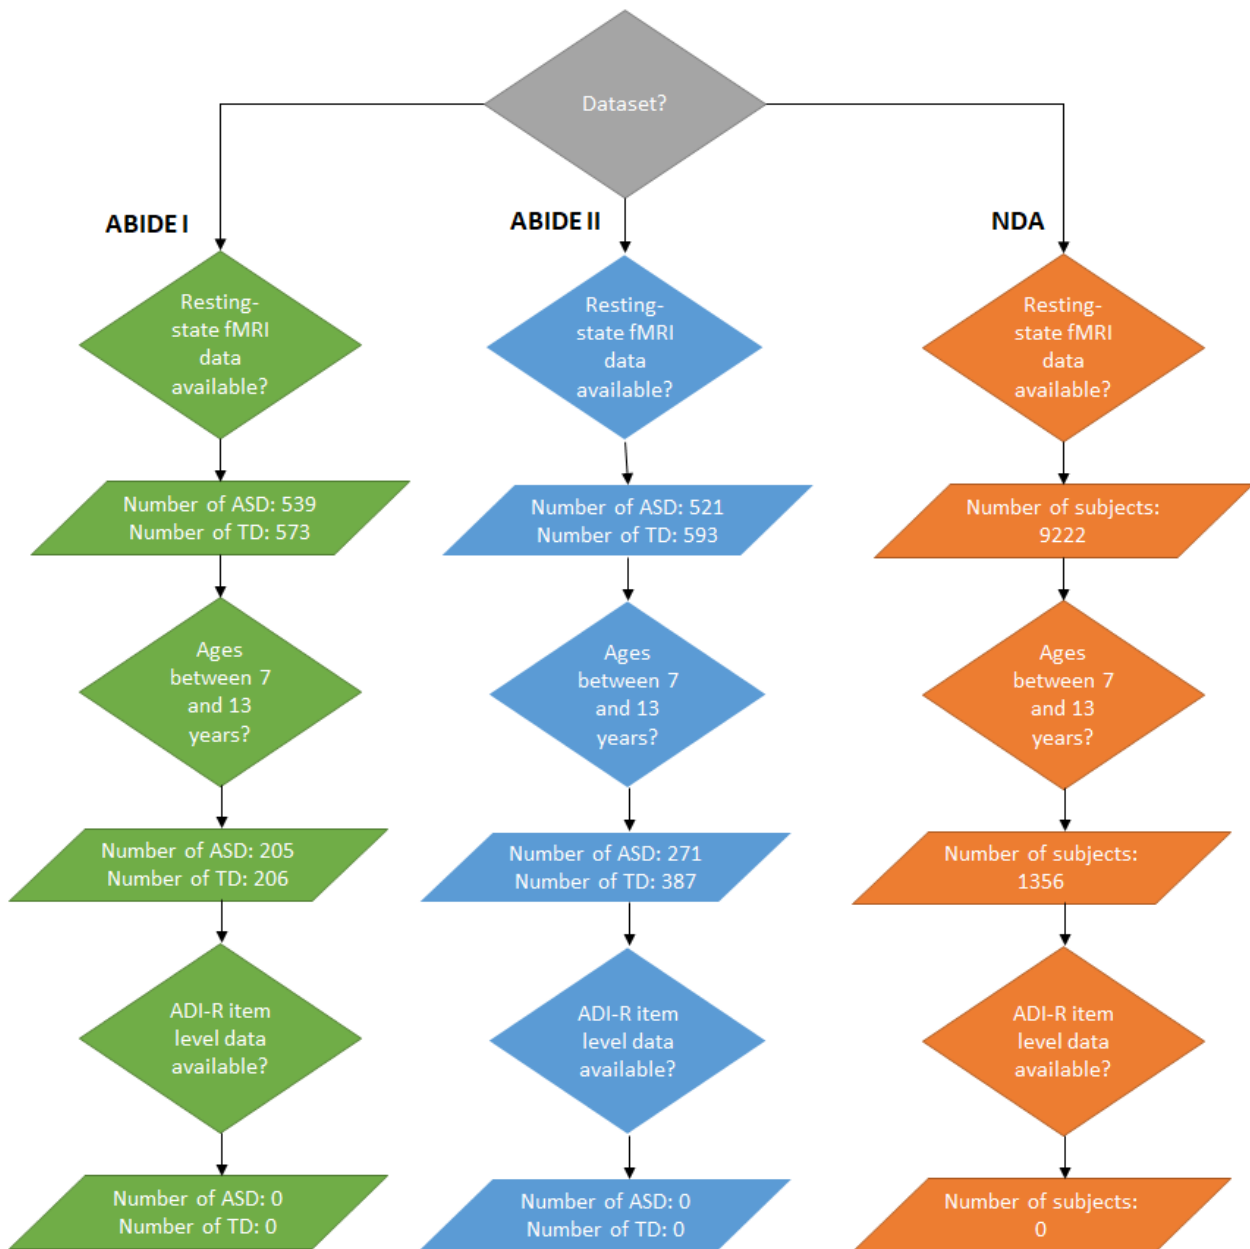 Dataset?
ABIDE I
ABIDE II
NDA
Resting-
state fMRI
data
available?
Resting-
state fMRI
data
available?
Resting-
state fMRI
data
available?
Number of ASD: 539
Number of TD: 573
Number of ASD: 521
Number of TD: 593
Number of subjects:
9222
Ages
between 7
and 13
years?
Ages
between 7
and 13
years?
Ages
between 7
and 13
years?
Number of ASD: 205
Number of TD: 206
Number of ASD: 271
Number of TD: 387
Number of subjects:
1356
ADI-R item
level data
available?
ADI-R item
level data
available?
ADI-R item
level data
available?
Number of ASD: 0
Number of TD: 0
Number of ASD: 0
Number of TD: 0
Number of subjects:
0